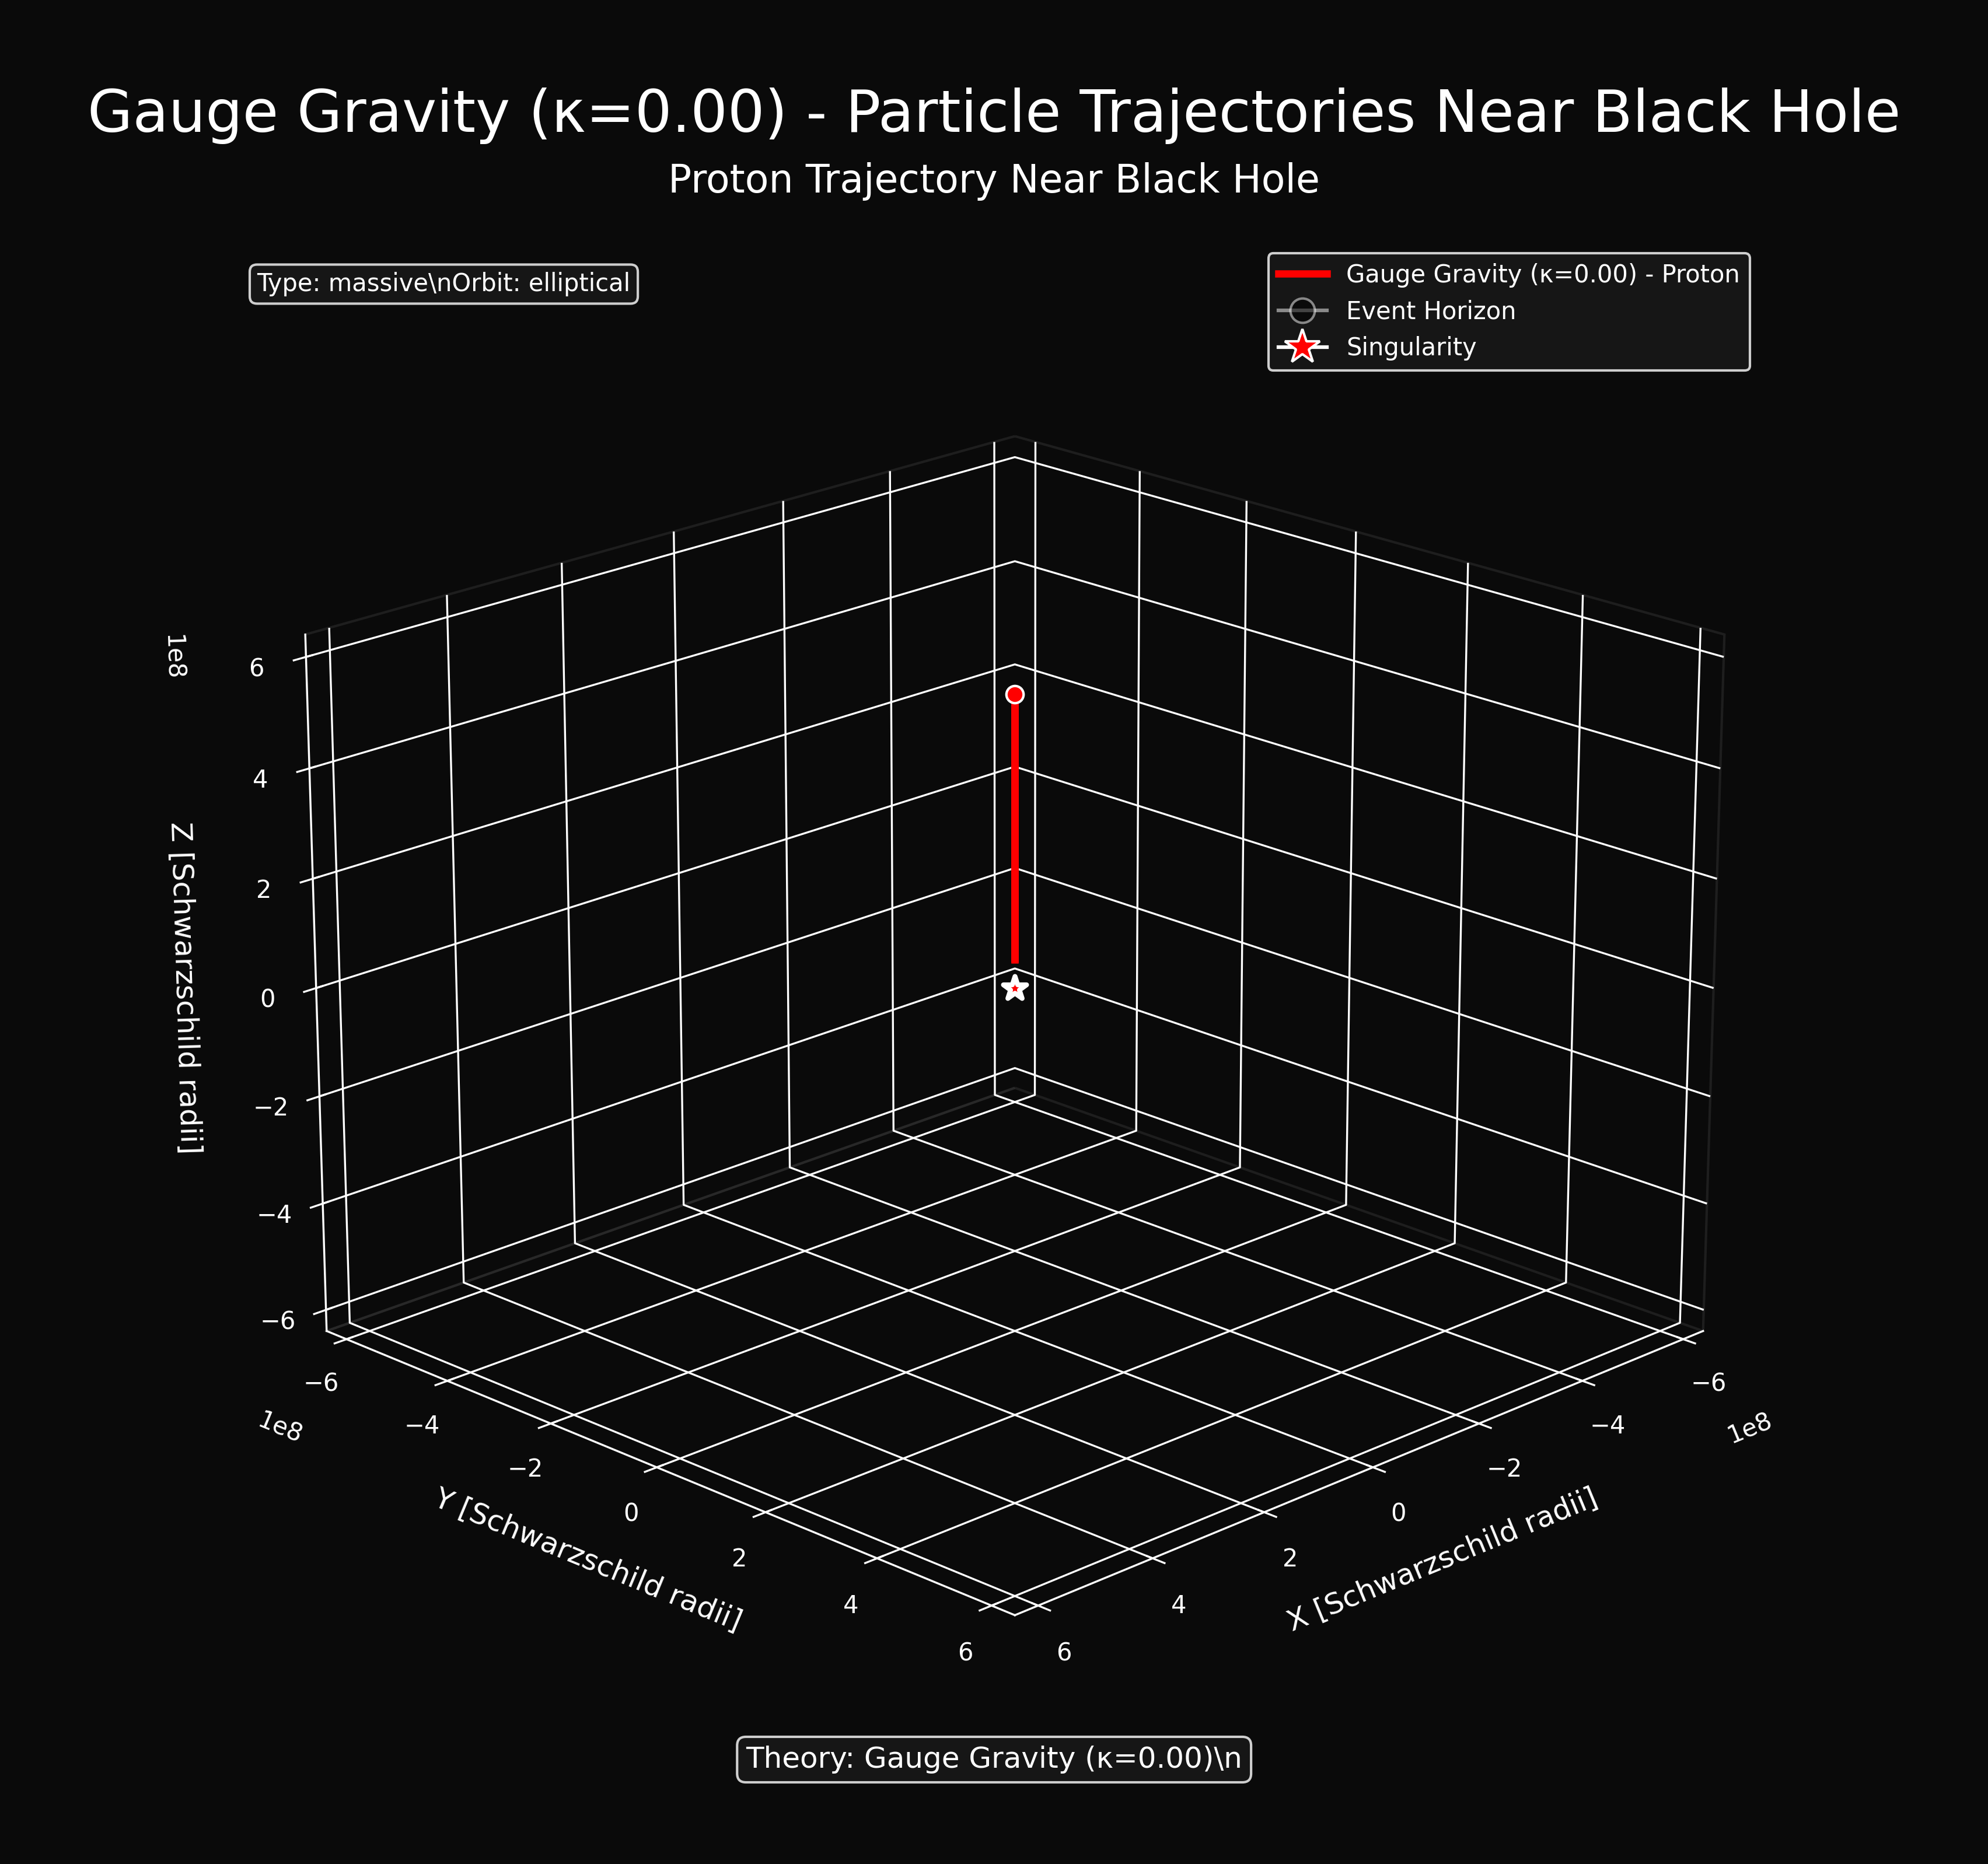 Gauge Gravity (κ=0.00) - Particle Trajectories Near Black Hole
Proton Trajectory Near Black Hole
Type: massive\nOrbit: elliptical
Gauge Gravity (κ=0.00) - Proton
Event Horizon
Singularity
1e8
6
4
2
0
−2
−4
−6
Z [Schwarzschild radii]
−6
−4
−2
0
2
4
6
1e8
Y [Schwarzschild radii]
−6
−4
−2
0
2
4
6
1e8
X [Schwarzschild radii]
Theory: Gauge Gravity (κ=0.00)\n